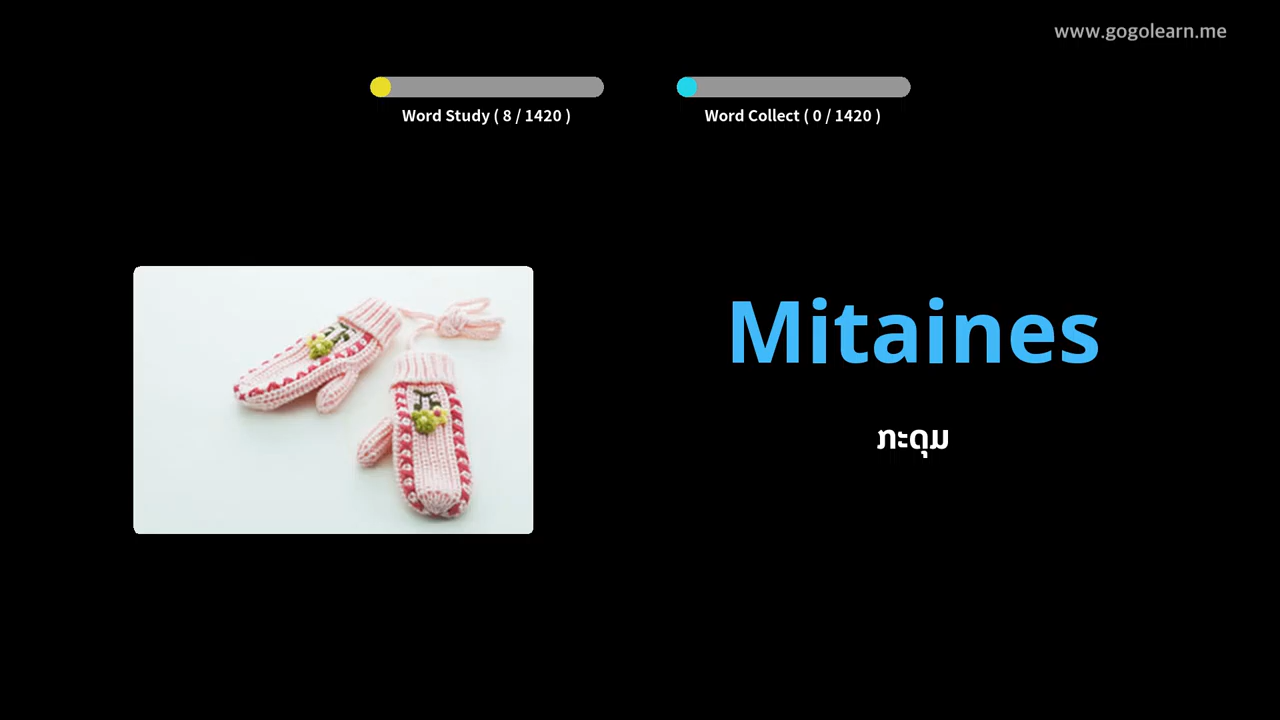 www.gogolearn.me
Word Study ( 8 / 1420 )
Word Collect ( 0 / 1420 )
Mitaines
ກະດຸມ